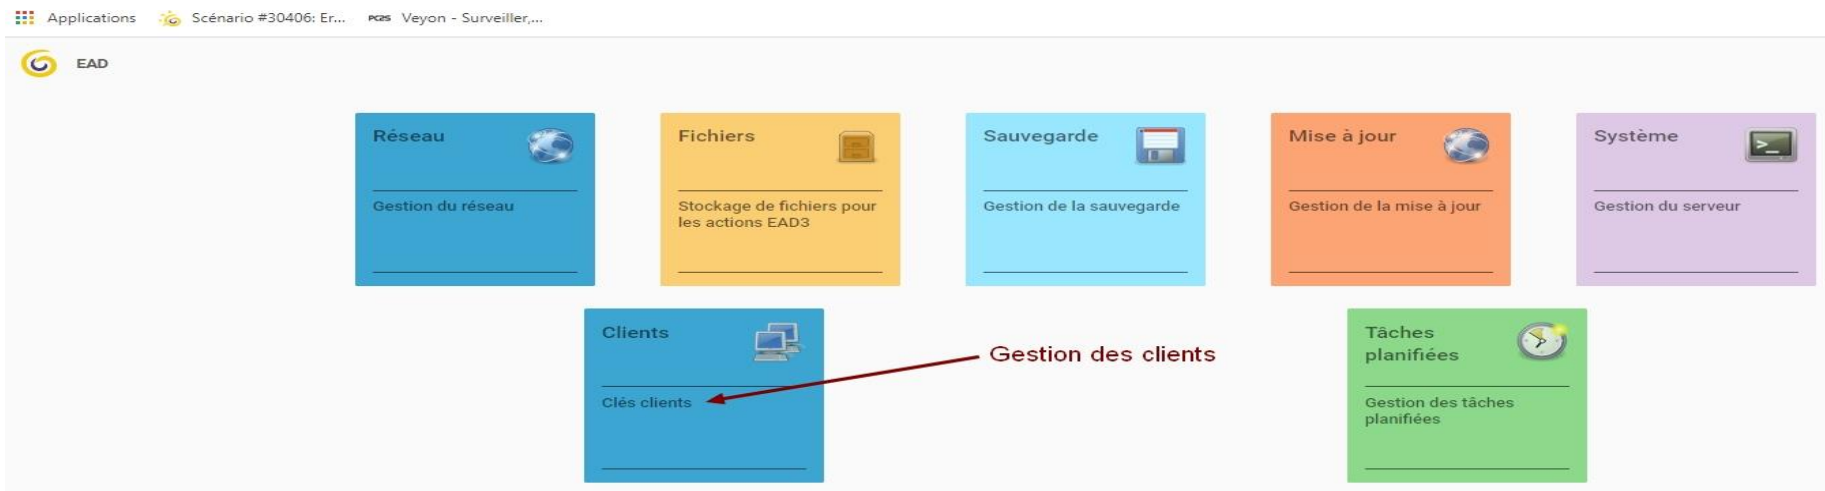 Applications Scénario #30406: Er... PC2S Veyon - Surveiller,...
EAD
Réseau
Gestion du réseau
Fichiers
Stockage de fichiers pour
les actions EAD3
Sauvegarde
Gestion de la sauvegarde
Mise à jour
Gestion de la mise à jour
Système
>_
Gestion du serveur
Clients
Clés clients
Gestion des clients
Tâches
planifiées
Gestion des tâches
planifiées